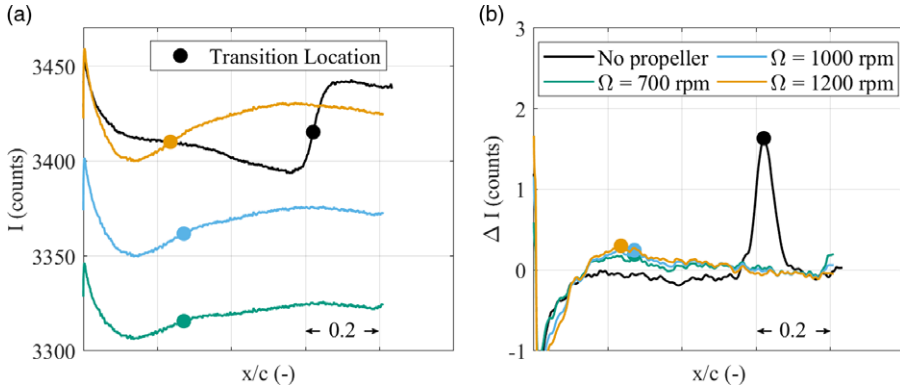 (a)
Transition Location
3450
3400
3350
3300
I (counts)
0.2
x/c (-)
(b)
No propeller
Ω = 1000 rpm
Ω = 700 rpm
Ω = 1200 rpm
3
2
1
0
-1
Δ I (counts)
0.2
x/c (-)